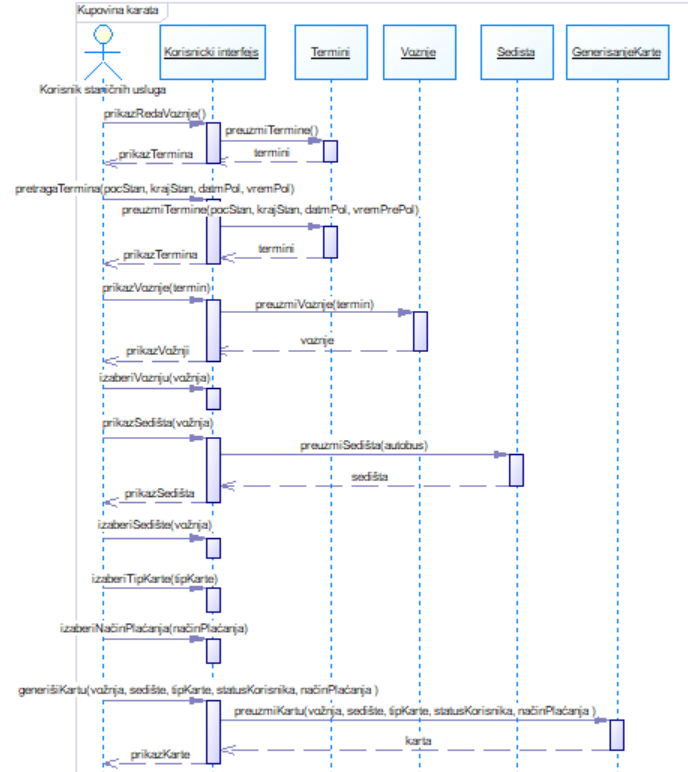 Kupovina karata
Korisnicki interfejs
Termini
Voznje
Sedista
GenerisanjeKarte
Korisnik staničnih usluga
prikazRedaVoznje()
preuzmiTermine()
termini
prikazTermina
pretragaTermina(pocStan, krajStan, datmPol, vremPol)
preuzmiTermine(pocStan, krajStan, datmPol, vremPrePol)
termini
prikazTermina
prikazVoznje(termin)
preuzmiVoznje(termin)
voznje
prikazVožnji
izaberiVoznju(vožnja)
prikazSedišta(vožnja)
preuzmiSedišta(autobus)
sedišta
prikazSedišta
izaberiSedište(vožnja)
izaberiTipKarte(tipKarte)
izaberiNačinPlaćanja(načinPlaćanja)
generišiKartu(vožnja, sedište, tipKarte, statusKorisnika, načinPlaćanja )
preuzmiKartu(vožnja, sedište, tipKarte, statusKorisnika, načinPlaćanja )
karta
prikazKarte